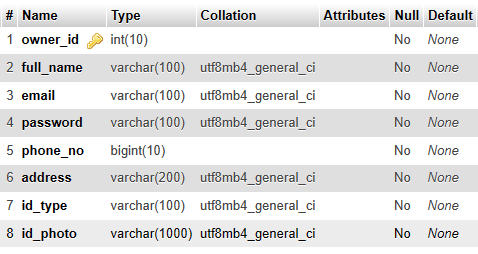 # Name Type Collation Attributes Null Default
1 owner_id int(10) No None
2 full_name varchar(100) utf8mb4_general_ci No None
3 email varchar(100) utf8mb4_general_ci No None
4 password varchar(100) utf8mb4_general_ci No None
5 phone_no bigint(10) No None
6 address varchar(200) utf8mb4_general_ci No None
7 id_type varchar(100) utf8mb4_general_ci No None
8 id_photo varchar(1000) utf8mb4_general_ci No None